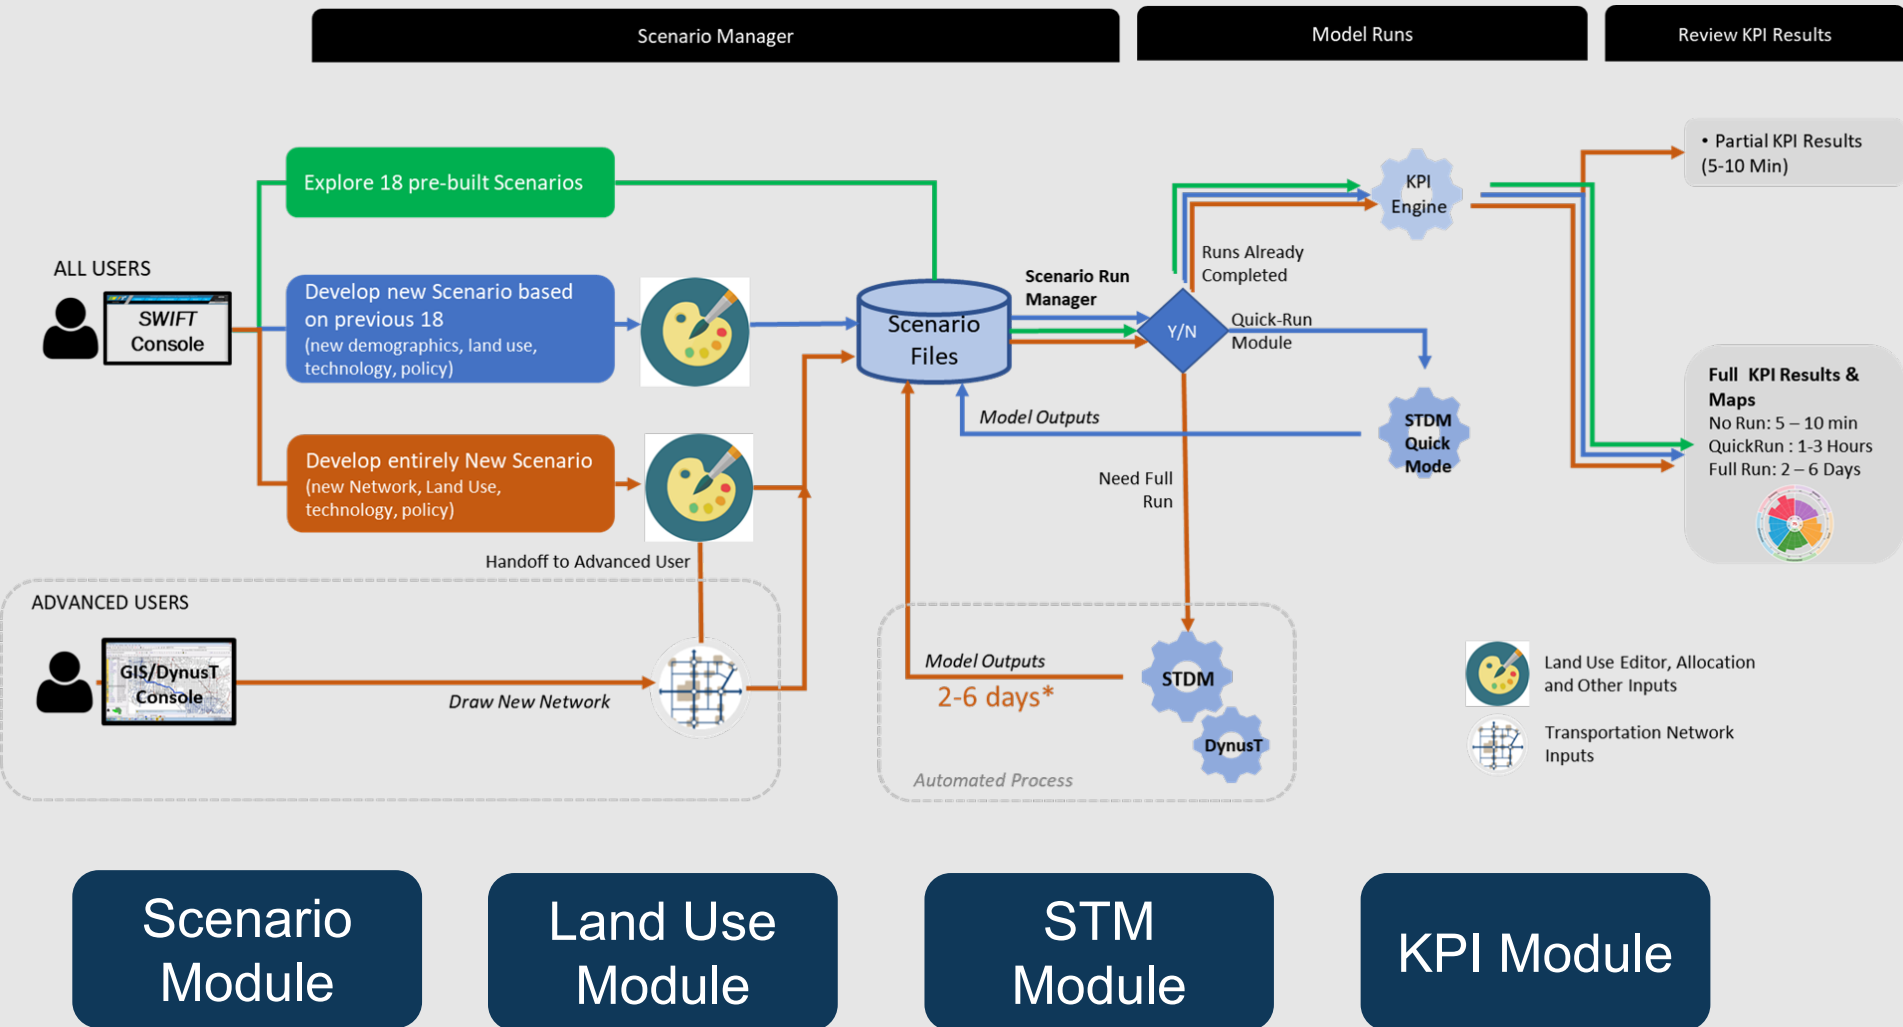 Scenario Manager
Model Runs
Review KPI Results
Explore 18 pre-built Scenarios
ALL USERS
SWIFT
Console
Develop new Scenario based
on previous 18
(new demographics, land use,
technology, policy)
Develop entirely New Scenario
(new Network, Land Use,
technology, policy)
Handoff to Advanced User
ADVANCED USERS
GIS/DynusT
Console
Draw New Network
Scenario
Files
Scenario Run
Manager
Y/N
Runs Already
Completed
Quick-Run
Module
Model Outputs
Need Full
Run
KPI
Engine
STDM
Quick
Mode
Model Outputs
2-6 days*
STDM
DynusT
Automated Process
• Partial KPI Results
(5-10 Min)
Full KPI Results &
Maps
No Run: 5 – 10 min
QuickRun : 1-3 Hours
Full Run: 2 – 6 Days
Land Use Editor, Allocation
and Other Inputs
Transportation Network
Inputs
Scenario
Module
Land Use
Module
STM
Module
KPI Module